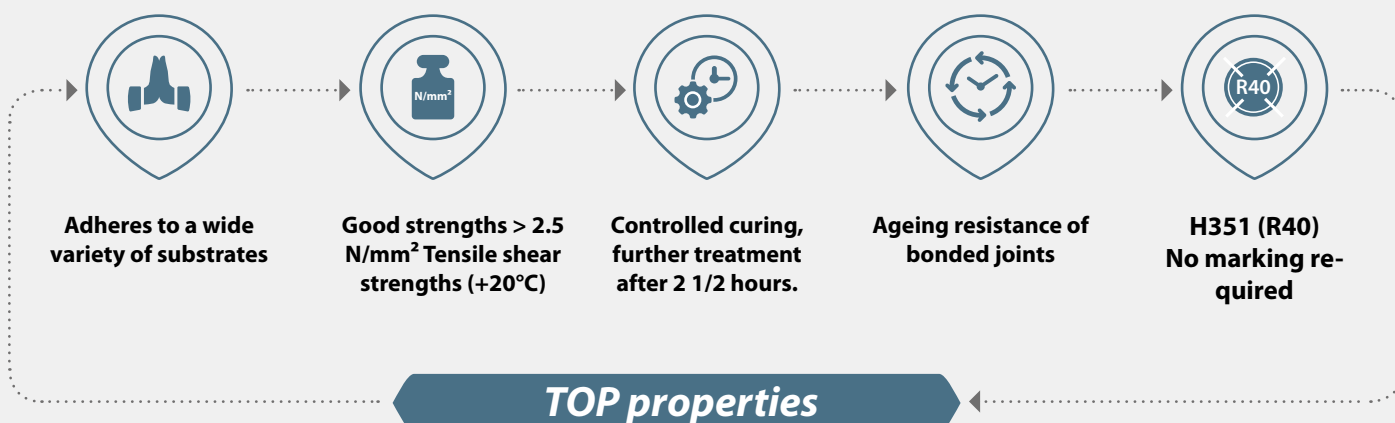 N/mm²
R40
Adheres to a wide
variety of substrates
Good strengths > 2.5
N/mm² Tensile shear
strengths (+20°C)
Controlled curing,
further treatment
after 2 1/2 hours.
Ageing resistance of
bonded joints
H351 (R40)
No marking re-
quired
TOP properties